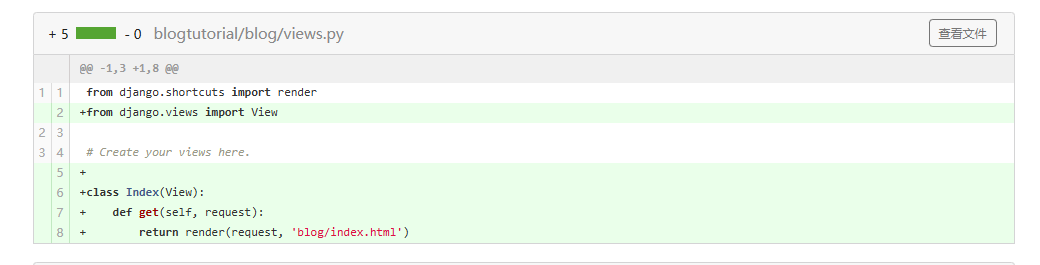 + 5 - 0 blogtutorial/blog/views.py 查看文件
@@ -1,3 +1,8 @@
1 1 from django.shortcuts import render
2 +from django.views import View
2 3
3 4 # Create your views here.
5 +
6 +class Index(View):
7 +    def get(self, request):
8 +        return render(request, 'blog/index.html')